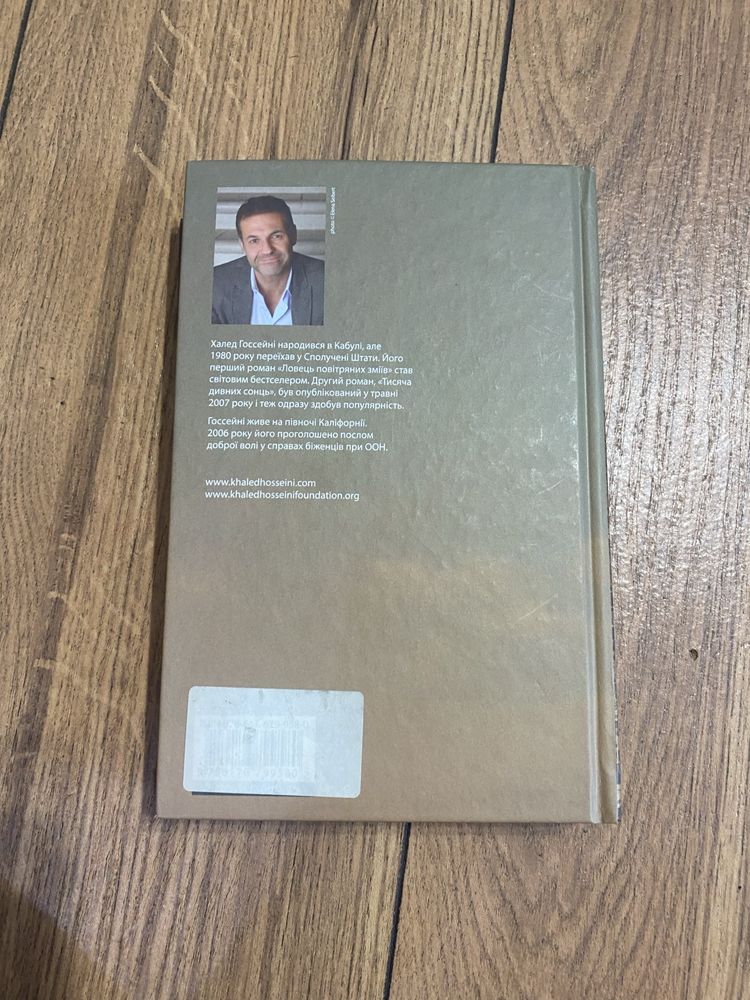 photo ©Elena Seibert
Халед Госсейні народився в Кабулі, але
1980 року переїхав у Сполучені Штати. Його
перший роман «Ловець повітряних зміїв» став
світовим бестселером. Другий роман, «Тисяча
дивних сонць», був опублікований у травні
2007 року і теж одразу здобув популярність.
Госсейні живе на півночі Каліфорнії.
2006 року його проголошено послом
доброї волі у справах біженців при ООН.
www.khaledhosseini.com
www.khaledhosseinifoundation.org